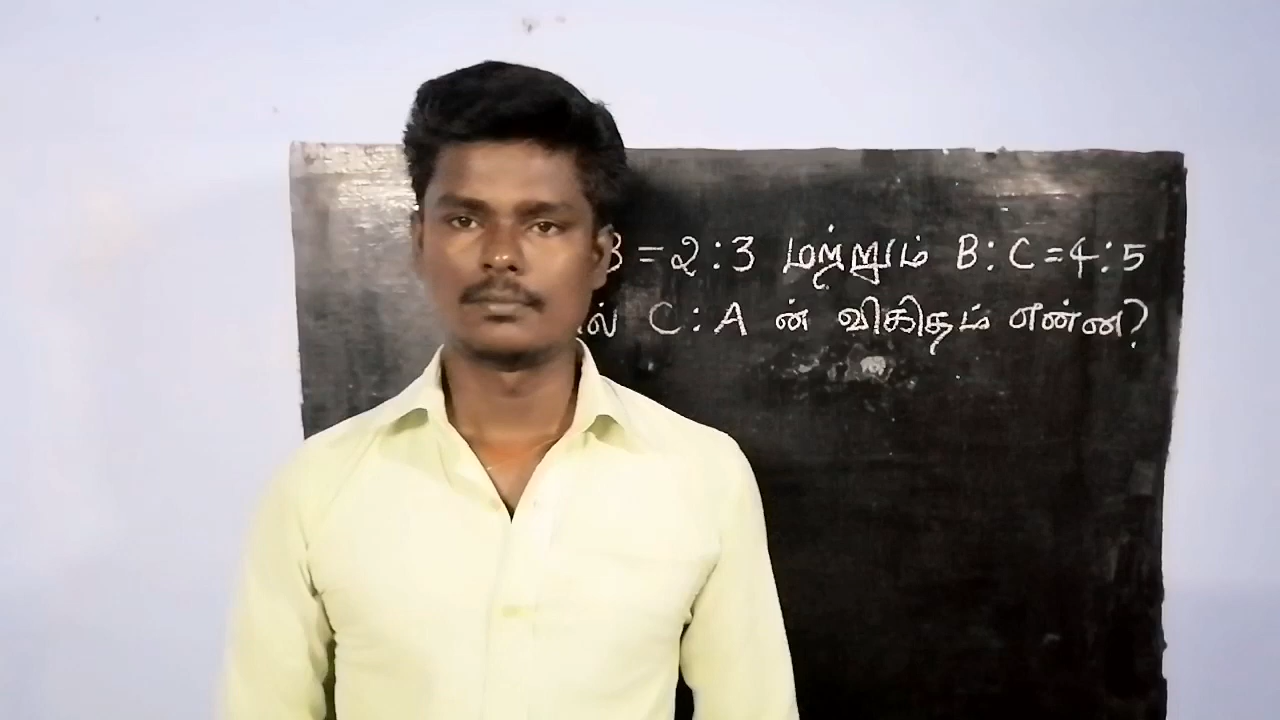 B = 2 : 3 மற்றும் B : C = 4 : 5
C : A ன் விகிதம் என்ன?